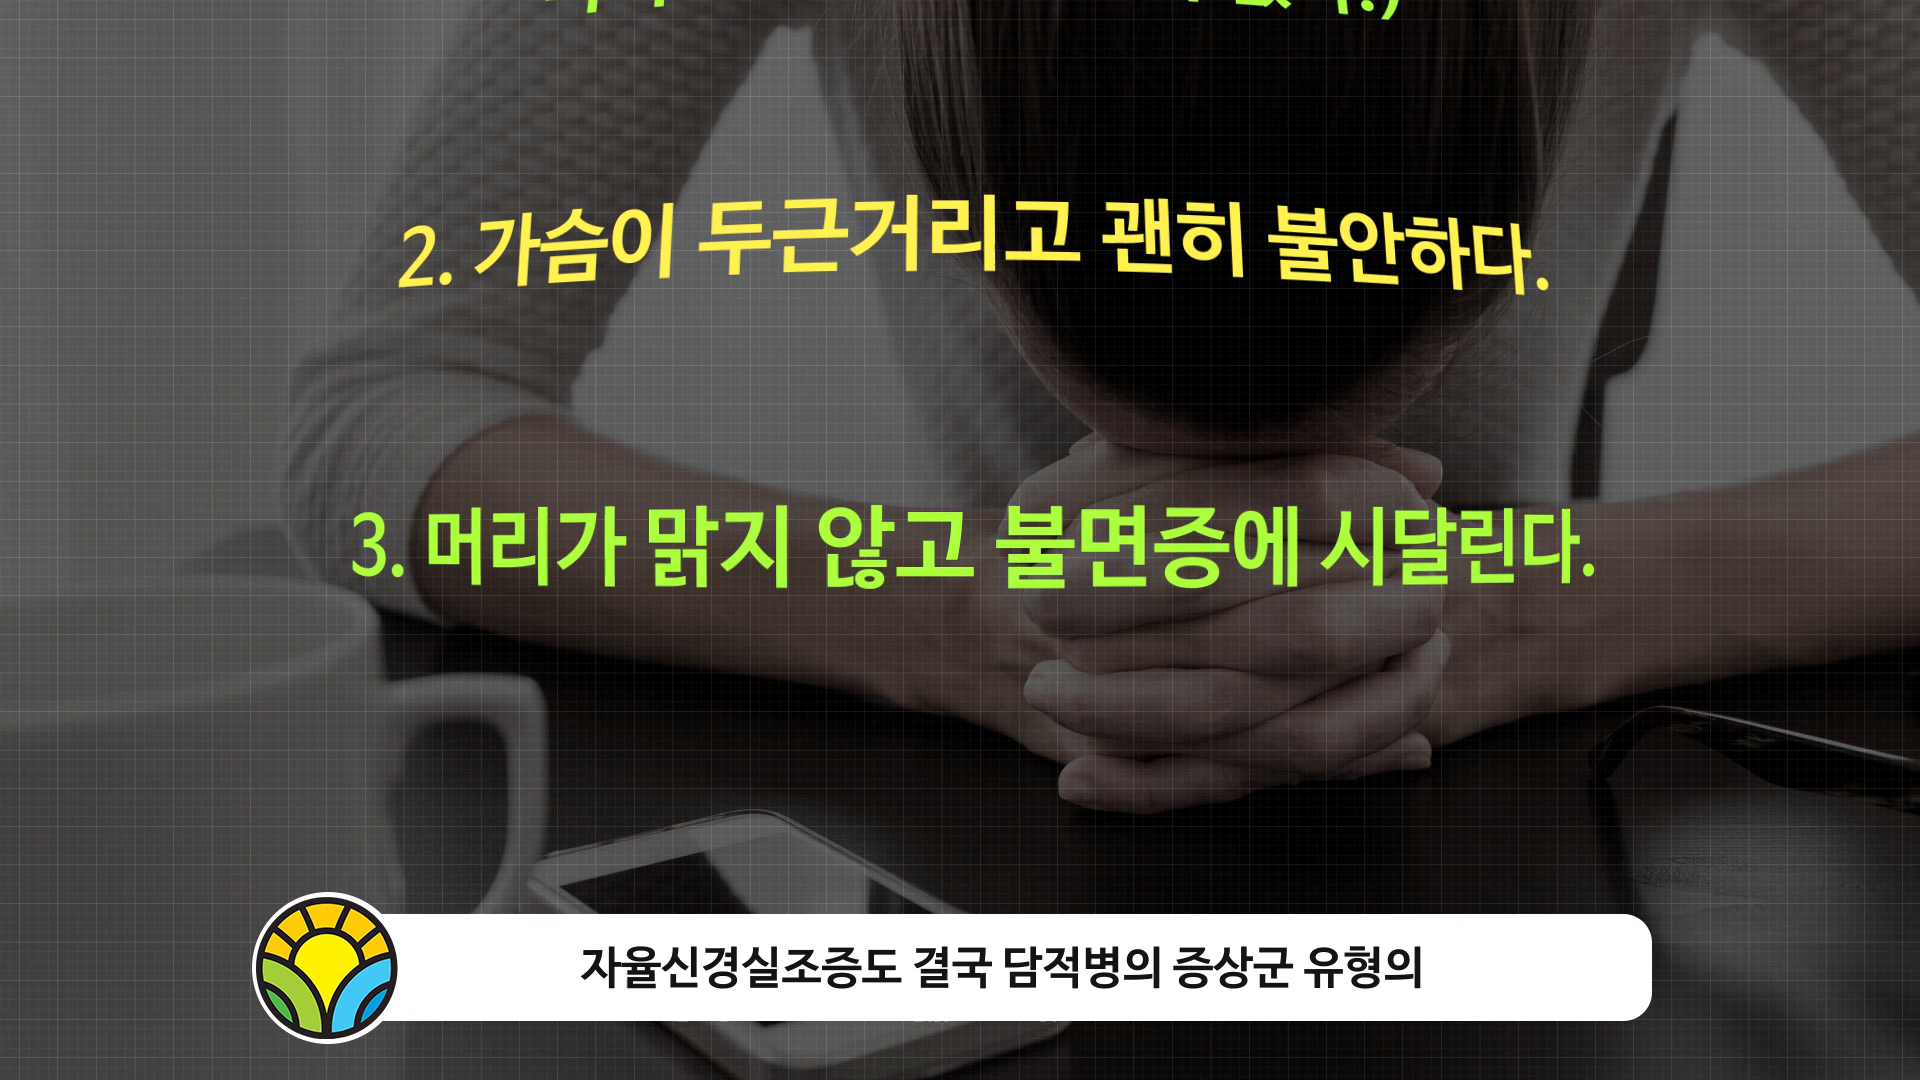 2. 가슴이 두근거리고 괜히 불안하다.
3. 머리가 맑지 않고 불면증에 시달린다.
자율신경실조증도 결국 담적병의 증상군 유형의